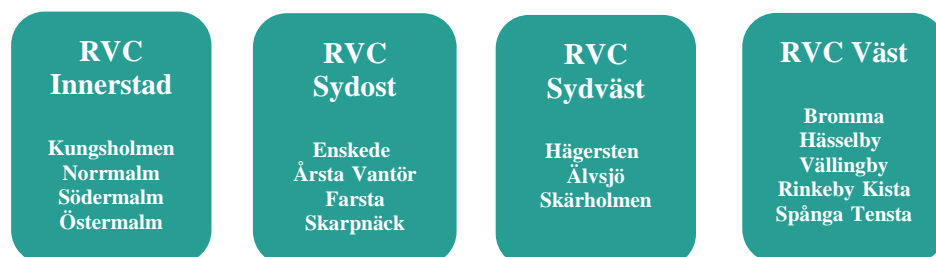 RVC
Innerstad
Kungsholmen
Norrmalm
Södermalm
Östermalm
RVC
Sydost
Enskede
Årsta Vantör
Farsta
Skarpnäck
RVC
Sydväst
Hägersten
Älvsjö
Skärholmen
RVC Väst
Bromma
Hässelby
Vällingby
Rinkeby Kista
Spånga Tensta